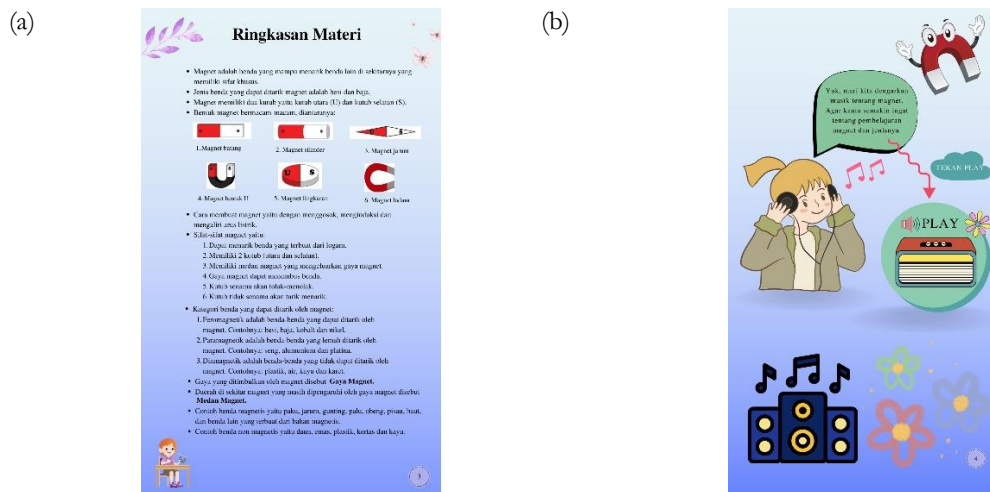 (a)
Ringkasan Materi
• Magnet adalah benda yang mampu menarik benda lain di sekitarnya yang
memiliki sifat khusus.
• Jenis benda yang dapat ditarik magnet adalah besi dan baja.
• Magnet memiliki dua kutub yaitu kutub utara (U) dan kutub selatan (S).
• Bentuk magnet bermacam macam, diantaranya:
1.Magnet batang
2. Magnet silinder
3. Magnet jarum
U S
4. Magnet bentuk U
5. Magnet lingkaran
6. Magnet ladam
• Cara membuat magnet yaitu dengan menggosok, menginduksi dan
mengaliri arus listrik.
• Sifat-sifat magnet yaitu:
1. Dapat menarik benda yang terbuat dari logam.
2. Memiliki 2 kutub (utara dan selatan).
3. Memiliki medan magnet yang mengeluarkan gaya magnet.
4. Gaya magnet dapat menembus benda.
5. Kutub senama akan tolak-menolak.
6. Kutub tidak senama akan tarik menarik.
• Kategori benda yang dapat ditarik oleh magnet:
1. Feromagnetik adalah benda-benda yang dapat ditarik oleh
magnet. Contohnya: besi, baja, kobalt dan nikel.
2. Paramagnetik adalah benda-benda yang lemah ditarik oleh
magnet. Contohnya: seng, alumunium dan platina.
3. Diamagnetik adalah benda-benda yang tidak dapat ditarik oleh
magnet. Contohnya: plastik, air, kayu dan karet.
• Gaya yang ditimbulkan oleh magnet disebut Gaya Magnet.
• Daerah di sekitar magnet yang masih dipengaruhi oleh gaya magnet disebut
Medan Magnet.
• Contoh benda magnetis yaitu paku, jarum, gunting, palu, obeng, pisau, baut,
dan benda lain yang terbuat dari bahan magnetis.
• Contoh benda non magnetis yaitu daun, emas, plastik, kertas dan kayu.
3
(b)
Yuk, mari kita dengarkan
musik tentang magnet.
Agar kamu semakin ingat
tentang pembelajaran
magnet dan jenisnya
TEKAN PLAY
PLAY
4